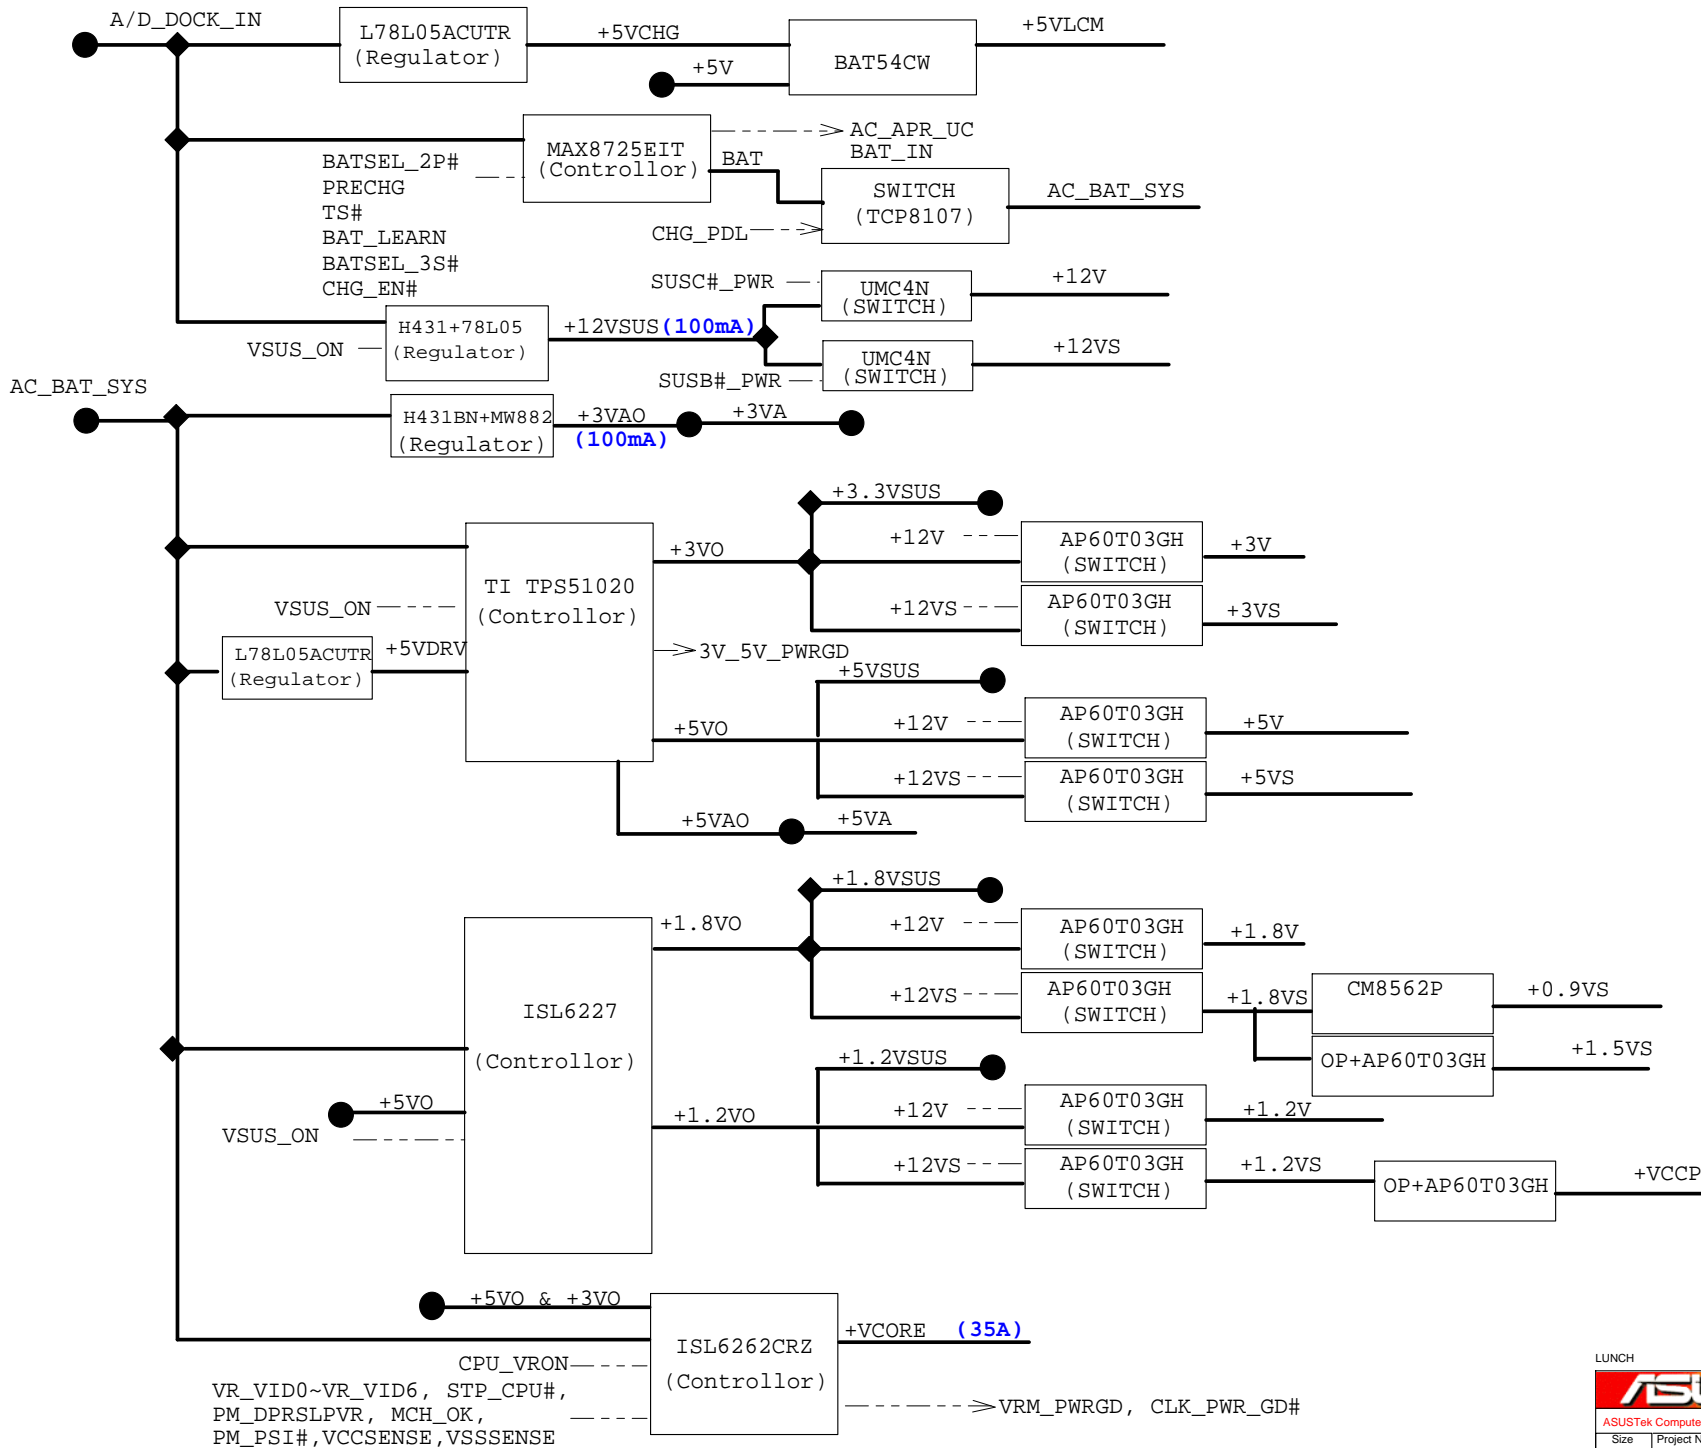 A/D_DOCK_IN
L78L05ACUTR
(Regulator)
+5VCHG
+5V
BAT54CW
+5VLCM
MAX8725EIT
(Controllor)
AC_APR_UC
BAT_IN
BATSEL_2P#
PRECHG
TS#
BAT_LEARN
BATSEL_3S#
CHG_EN#
BAT
SWITCH
(TCP8107)
AC_BAT_SYS
CHG_PDL
SUSC#_PWR
UMC4N
(SWITCH)
+12V
H431+78L05
(Regulator)
VSUS_ON
+12VSUS (100mA)
UMC4N
(SWITCH)
+12VS
SUSB#_PWR
AC_BAT_SYS
H431BN+MW882
(Regulator)
+3VAO
(100mA)
+3VA
+3.3VSUS
TI TPS51020
(Controllor)
VSUS_ON
+3VO
+12V
AP60T03GH
(SWITCH)
+3V
+12VS
AP60T03GH
(SWITCH)
+3VS
L78L05ACUTR
(Regulator)
+5VDRV
3V_5V_PWRGD
+5VSUS
+5VO
+12V
AP60T03GH
(SWITCH)
+5V
+12VS
AP60T03GH
(SWITCH)
+5VS
+5VAO
+5VA
+1.8VSUS
ISL6227
(Controllor)
+1.8VO
+12V
AP60T03GH
(SWITCH)
+1.8V
+12VS
AP60T03GH
(SWITCH)
+1.8VS
CM8562P
+0.9VS
OP+AP60T03GH
+1.5VS
+5VO
VSUS_ON
+1.2VSUS
+1.2VO
+12V
AP60T03GH
(SWITCH)
+1.2V
+12VS
AP60T03GH
(SWITCH)
+1.2VS
OP+AP60T03GH
+VCCP
+5VO & +3VO
ISL6262CRZ
(Controllor)
+VCORE (35A)
CPU_VRON
VR_VID0~VR_VID6, STP_CPU#,
PM_DPRSLPVR, MCH_OK,
PM_PSI#,VCCSENSE,VSSSENSE
VRM_PWRGD, CLK_PWR_GD#
LUNCH
ASUSTek
Size